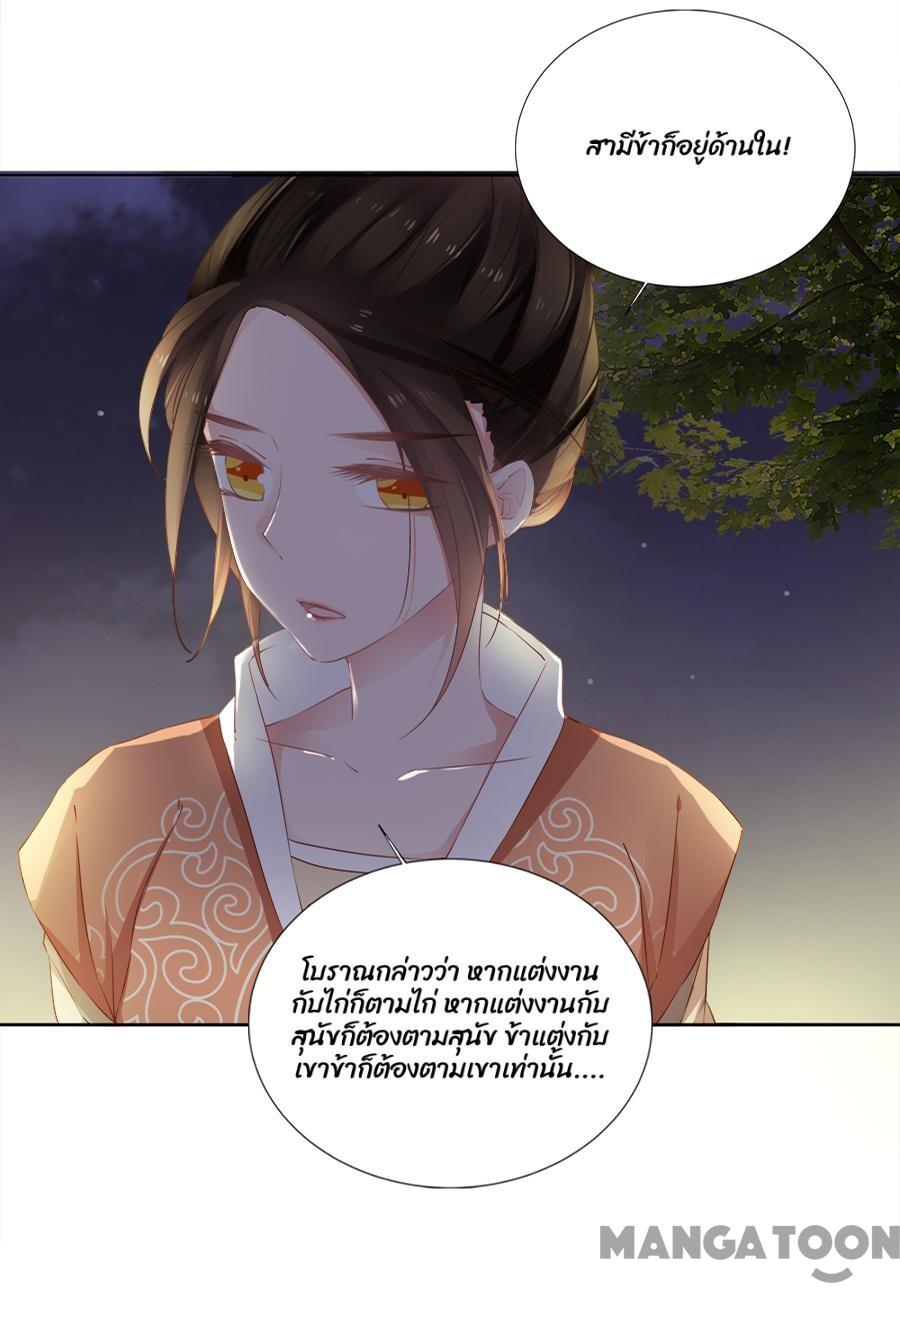 สามีข้าก็อยู่ด้านใน!
โบราณกล่าวว่า หากแต่งงาน
กับไก่ก็ตามไก่ หากแต่งงานกับ
สุนัขก็ต้องตามสุนัข ข้าแต่งกับ
เขาข้าก็ต้องตามเขาเท่านั้น....
MANGATOON